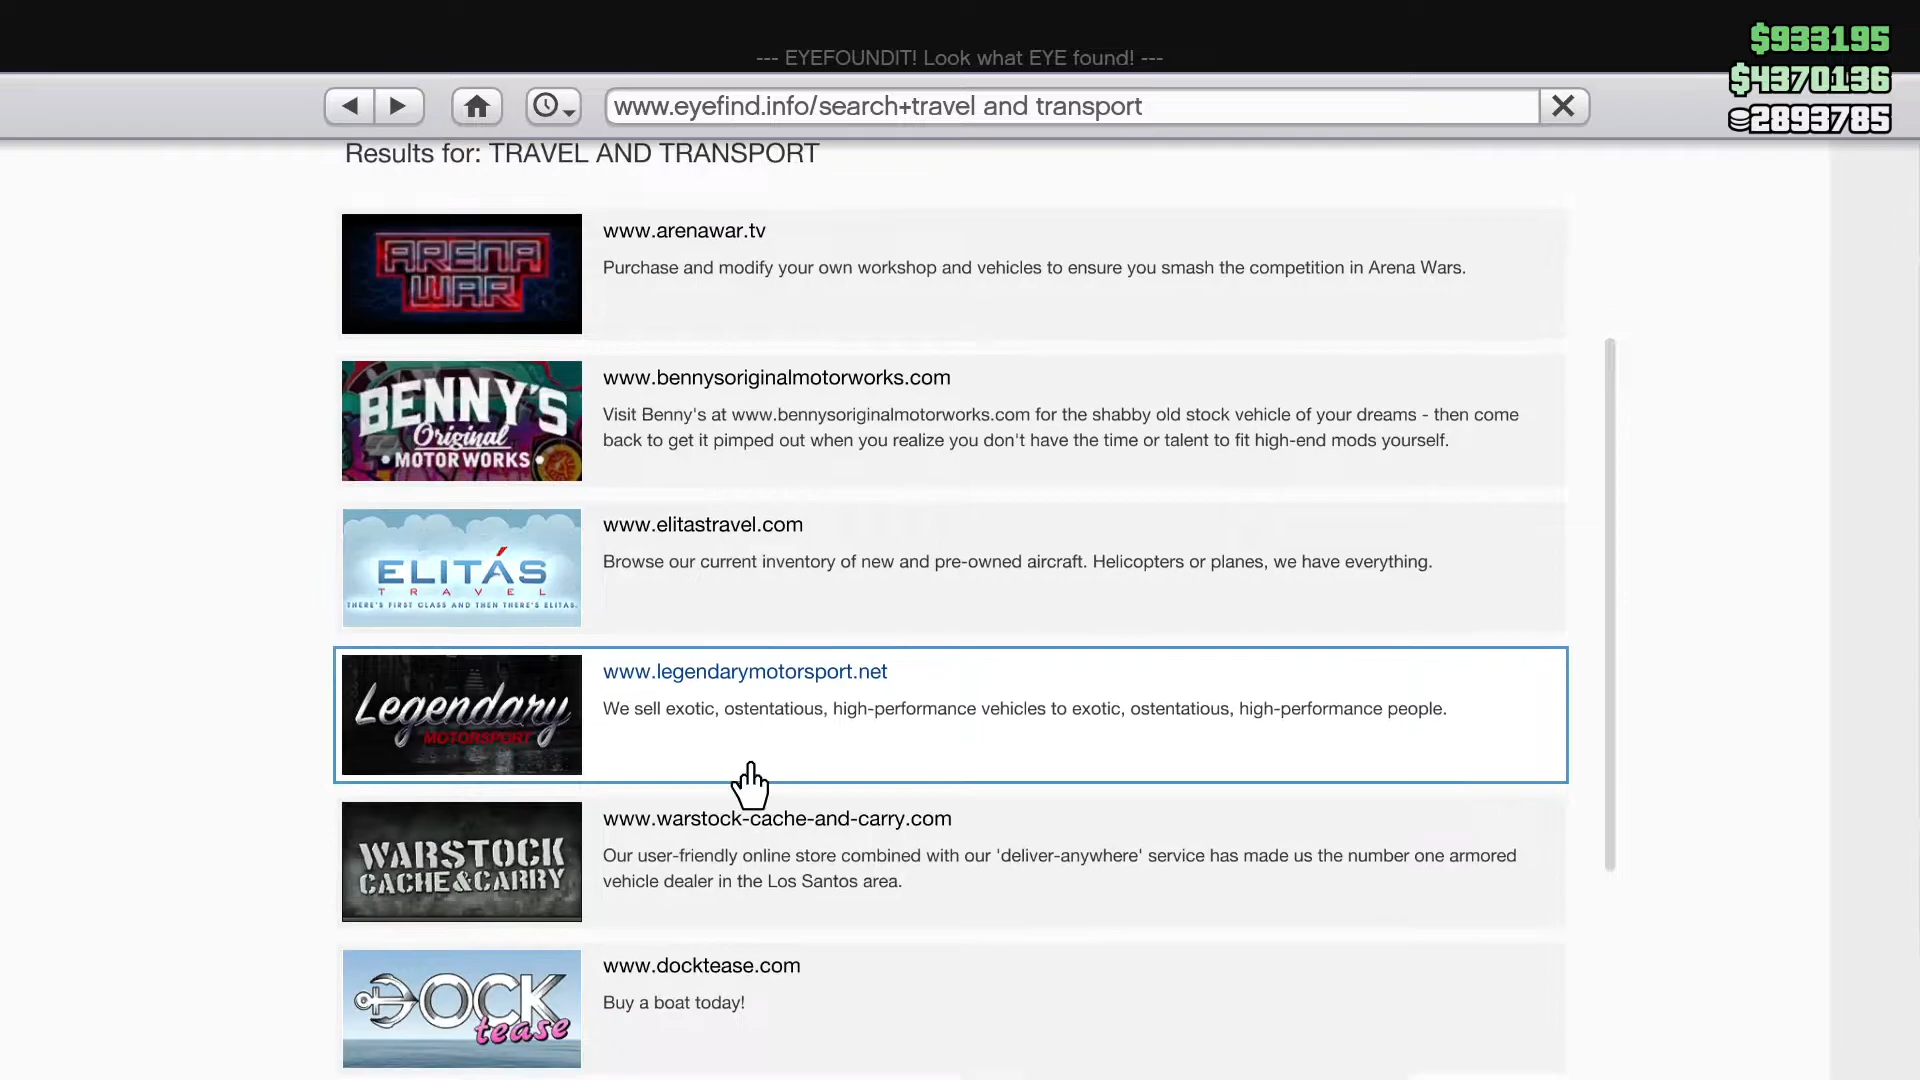 --- EYEFOUNDIT! Look what EYE found! ---
$933195
$4370136
2893785
www.eyefind.info/search+travel and transport
Results for: TRAVEL AND TRANSPORT
ARENA
WAR
www.arenawar.tv
Purchase and modify your own workshop and vehicles to ensure you smash the competition in Arena Wars.
BENNY'S
Original
MOTOR WORKS
www.bennysoriginalmotorworks.com
Visit Benny's at www.bennysoriginalmotorworks.com for the shabby old stock vehicle of your dreams - then come
back to get it pimped out when you realize you don't have the time or talent to fit high-end mods yourself.
ELITÁS
TRAVEL
THERE'S FIRST CLASS AND THEN THERE'S ELITAS.
www.elitastravel.com
Browse our current inventory of new and pre-owned aircraft. Helicopters or planes, we have everything.
Legendary
MOTORSPORT
www.legendarymotorsport.net
We sell exotic, ostentatious, high-performance vehicles to exotic, ostentatious, high-performance people.
WARSTOCK
CACHE&CARRY
www.warstock-cache-and-carry.com
Our user-friendly online store combined with our 'deliver-anywhere' service has made us the number one armored
vehicle dealer in the Los Santos area.
DOCK
tease
www.docktease.com
Buy a boat today!